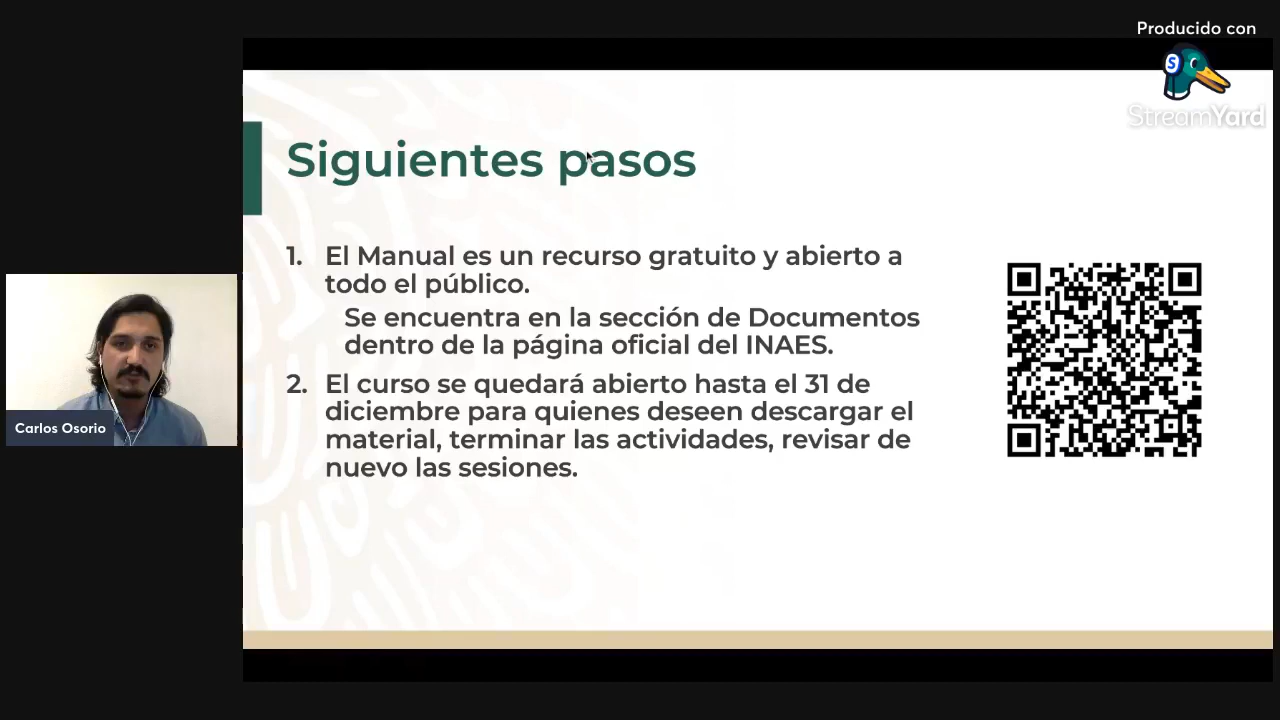 Producido con
StreamYard
Siguientes pasos
1. El Manual es un recurso gratuito y abierto a
todo el público.
Se encuentra en la sección de Documentos
dentro de la página oficial del INAES.
2. El curso se quedará abierto hasta el 31 de
diciembre para quienes deseen descargar el
material, terminar las actividades, revisar de
nuevo las sesiones.
Carlos Osorio